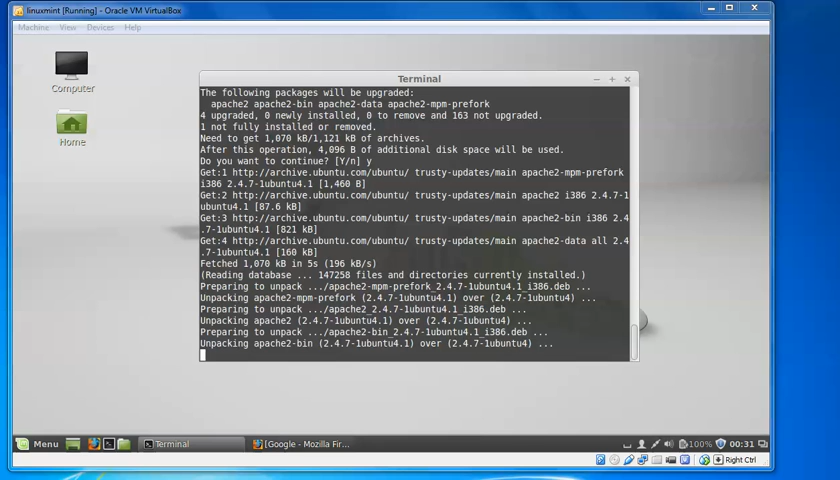 linuxmint [Running] - Oracle VM VirtualBox
Machine View Devices Help
Computer
Home
Terminal
The following packages will be upgraded:
apache2 apache2-bin apache2-data apache2-mpm-prefork
4 upgraded, 0 newly installed, 0 to remove and 163 not upgraded.
1 not fully installed or removed.
Need to get 1,070 kB/1,121 kB of archives.
After this operation, 4,096 B of additional disk space will be used.
Do you want to continue? [Y/n] y
Get:1 http://archive.ubuntu.com/ubuntu/ trusty-updates/main apache2-mpm-prefork
i386 2.4.7-1ubuntu4.1 [1,460 B]
Get:2 http://archive.ubuntu.com/ubuntu/ trusty-updates/main apache2 i386 2.4.7-1
ubuntu4.1 [87.6 kB]
Get:3 http://archive.ubuntu.com/ubuntu/ trusty-updates/main apache2-bin i386 2.4
.7-1ubuntu4.1 [821 kB]
Get:4 http://archive.ubuntu.com/ubuntu/ trusty-updates/main apache2-data all 2.4
.7-1ubuntu4.1 [160 kB]
Fetched 1,070 kB in 5s (196 kB/s)
(Reading database ... 147258 files and directories currently installed.)
Preparing to unpack .../apache2-mpm-prefork_2.4.7-1ubuntu4.1_i386.deb ...
Unpacking apache2-mpm-prefork (2.4.7-1ubuntu4.1) over (2.4.7-1ubuntu4) ...
Preparing to unpack .../apache2_2.4.7-1ubuntu4.1_i386.deb ...
Unpacking apache2 (2.4.7-1ubuntu4.1) over (2.4.7-1ubuntu4) ...
Preparing to unpack .../apache2-bin_2.4.7-1ubuntu4.1_i386.deb ...
Unpacking apache2-bin (2.4.7-1ubuntu4.1) over (2.4.7-1ubuntu4) ...
Menu Terminal [Google - Mozilla Fir... 100% 00:31
Right Ctrl